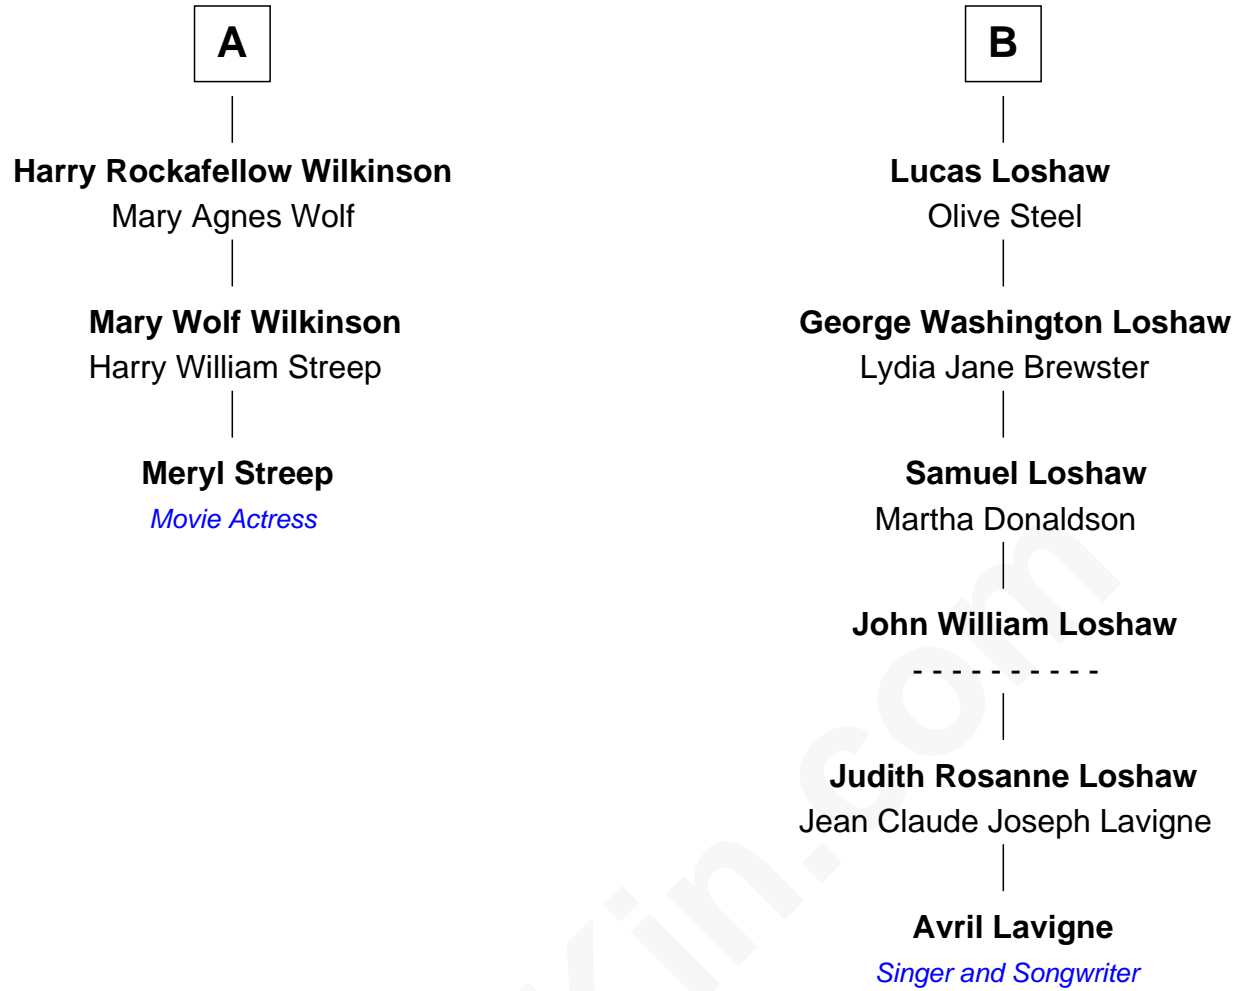 A
Harry Rockafellow Wilkinson
Mary Agnes Wolf
Mary Wolf Wilkinson
Harry William Streep
Meryl Streep
Movie Actress
B
Lucas Loshaw
Olive Steel
George Washington Loshaw
Lydia Jane Brewster
Samuel Loshaw
Martha Donaldson
John William Loshaw
- - - - - - - - - -
Judith Rosanne Loshaw
Jean Claude Joseph Lavigne
Avril Lavigne
Singer and Songwriter